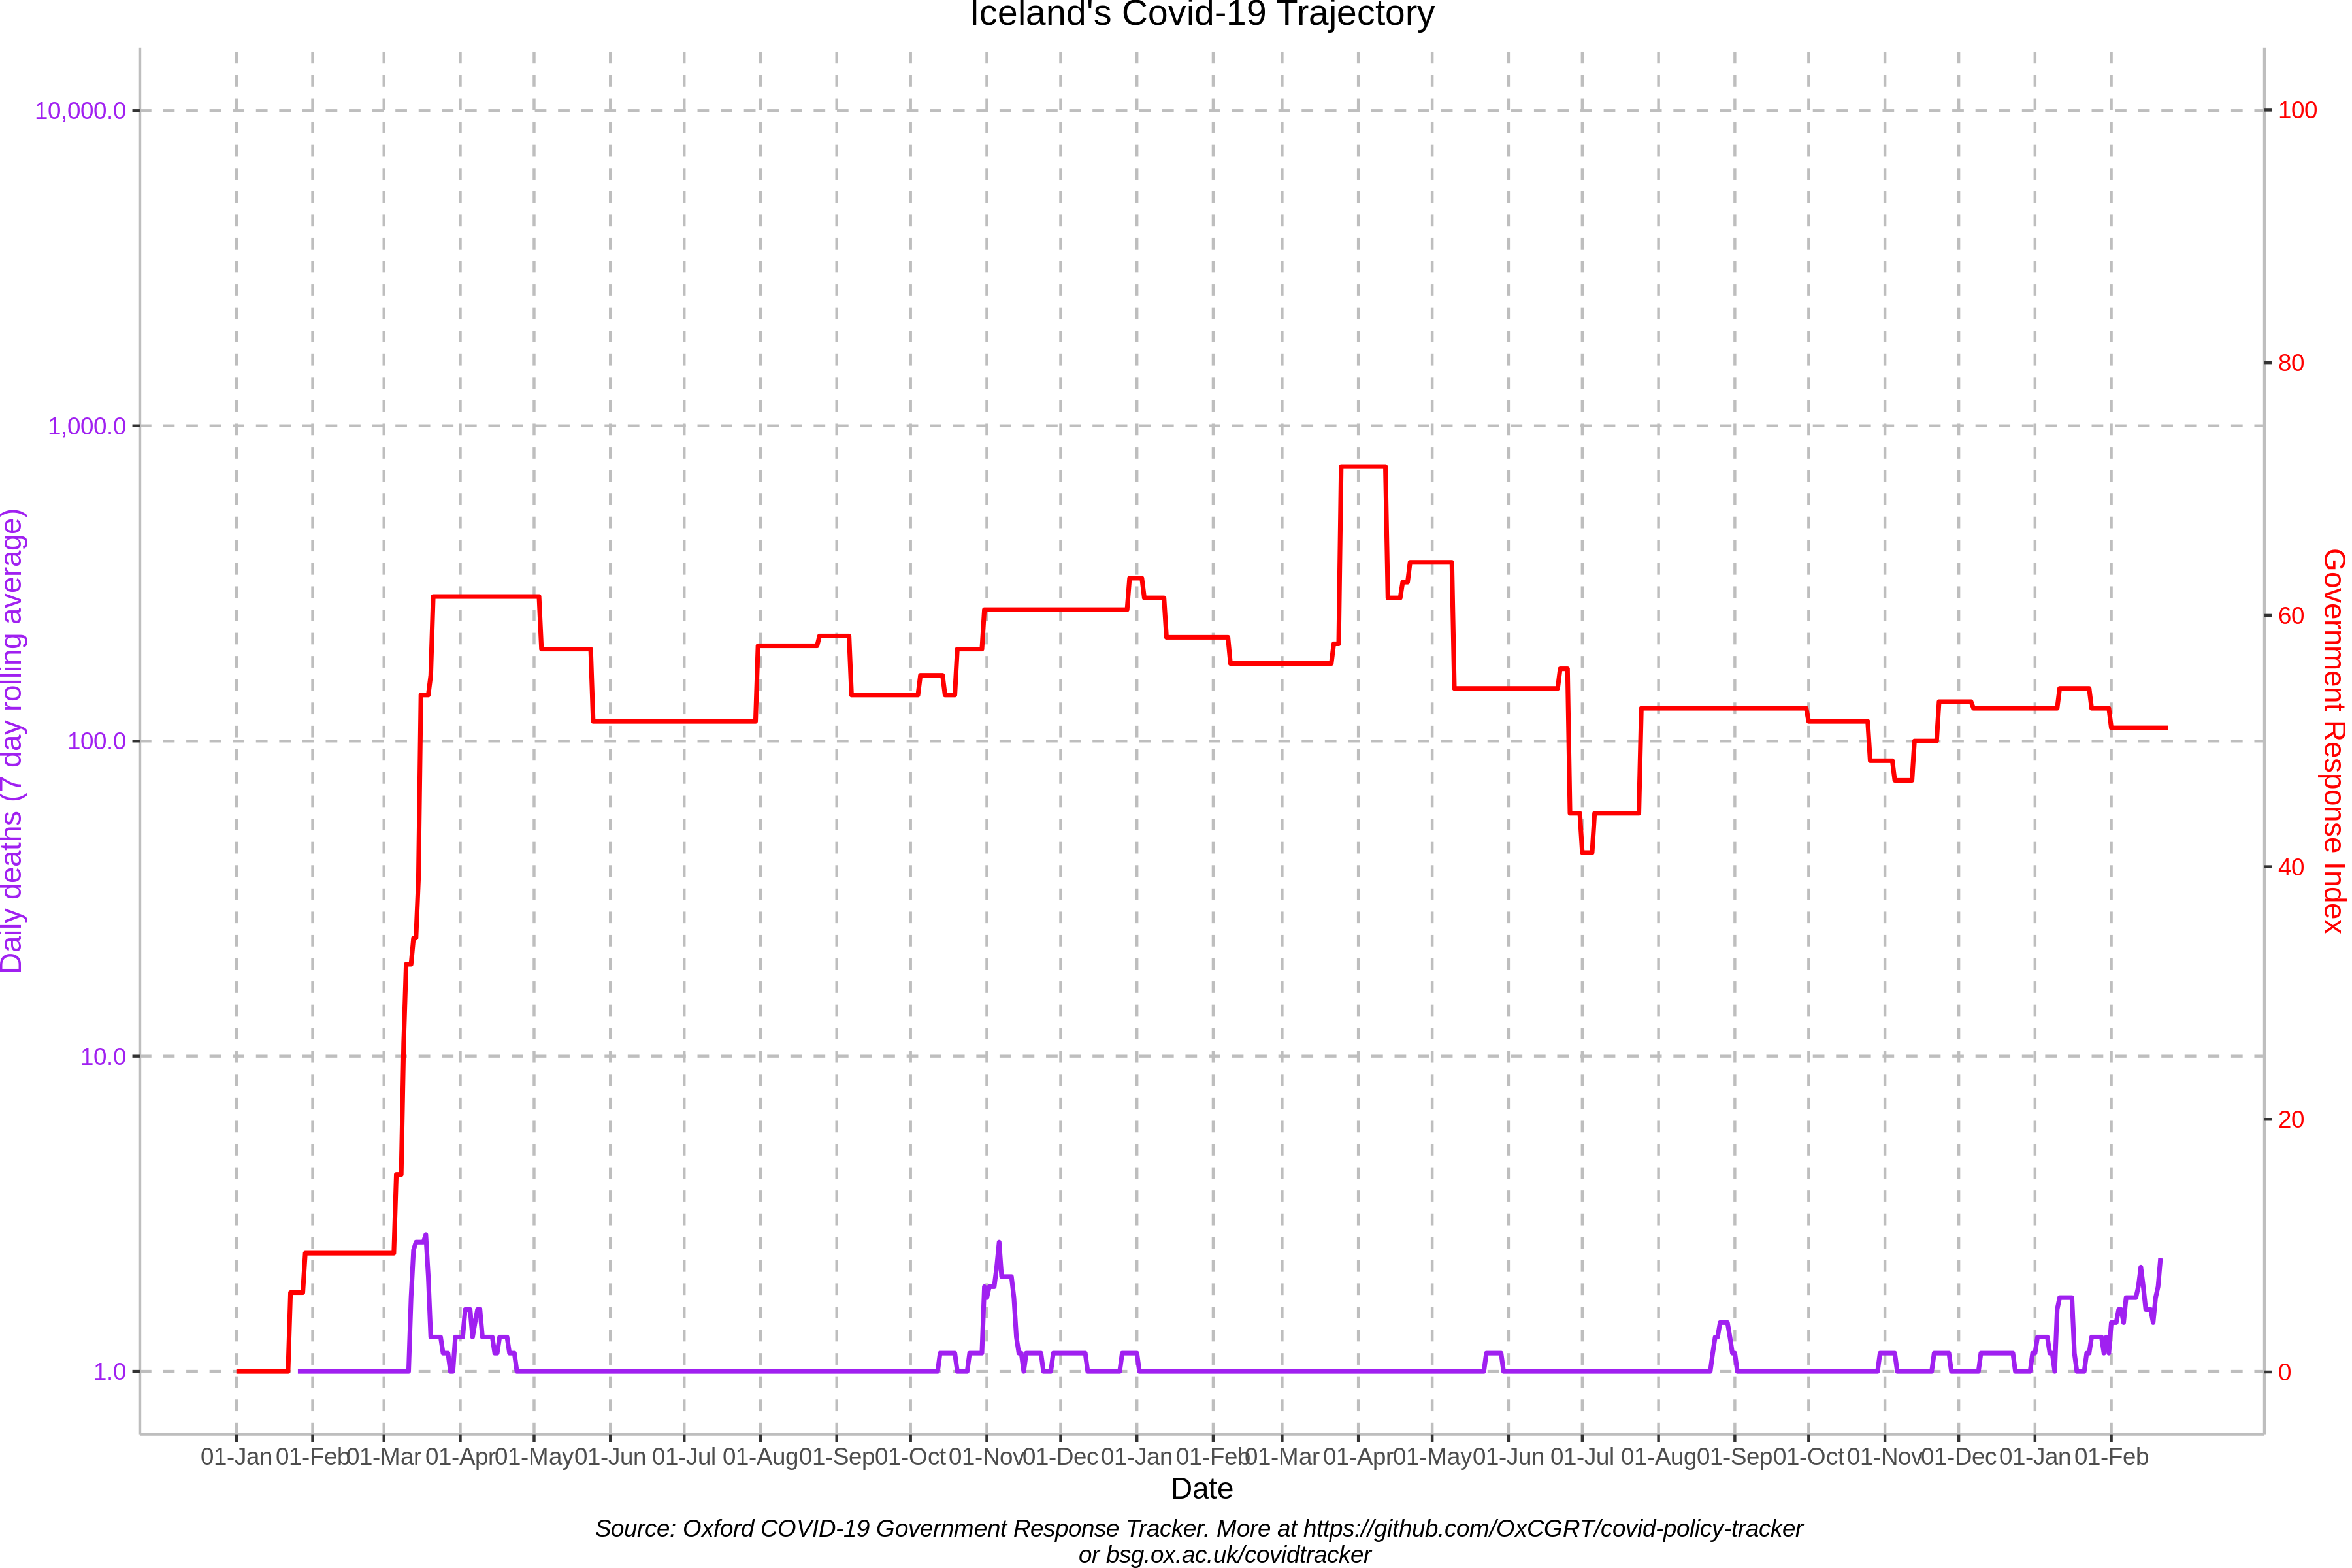 Iceland's Covid-19 Trajectory
10,000.0
1,000.0
100.0
10.0
1.0
Daily deaths (7 day rolling average)
100
80
60
40
20
0
Government Response Index
01-Jan 01-Feb 01-Mar 01-Apr 01-May 01-Jun 01-Jul 01-Aug 01-Sep 01-Oct 01-Nov 01-Dec 01-Jan 01-Feb 01-Mar 01-Apr 01-May 01-Jun 01-Jul 01-Aug 01-Sep 01-Oct 01-Nov 01-Dec 01-Jan 01-Feb
Date
Source: Oxford COVID-19 Government Response Tracker. More at https://github.com/OxCGRT/covid-policy-tracker
or bsg.ox.ac.uk/covidtracker